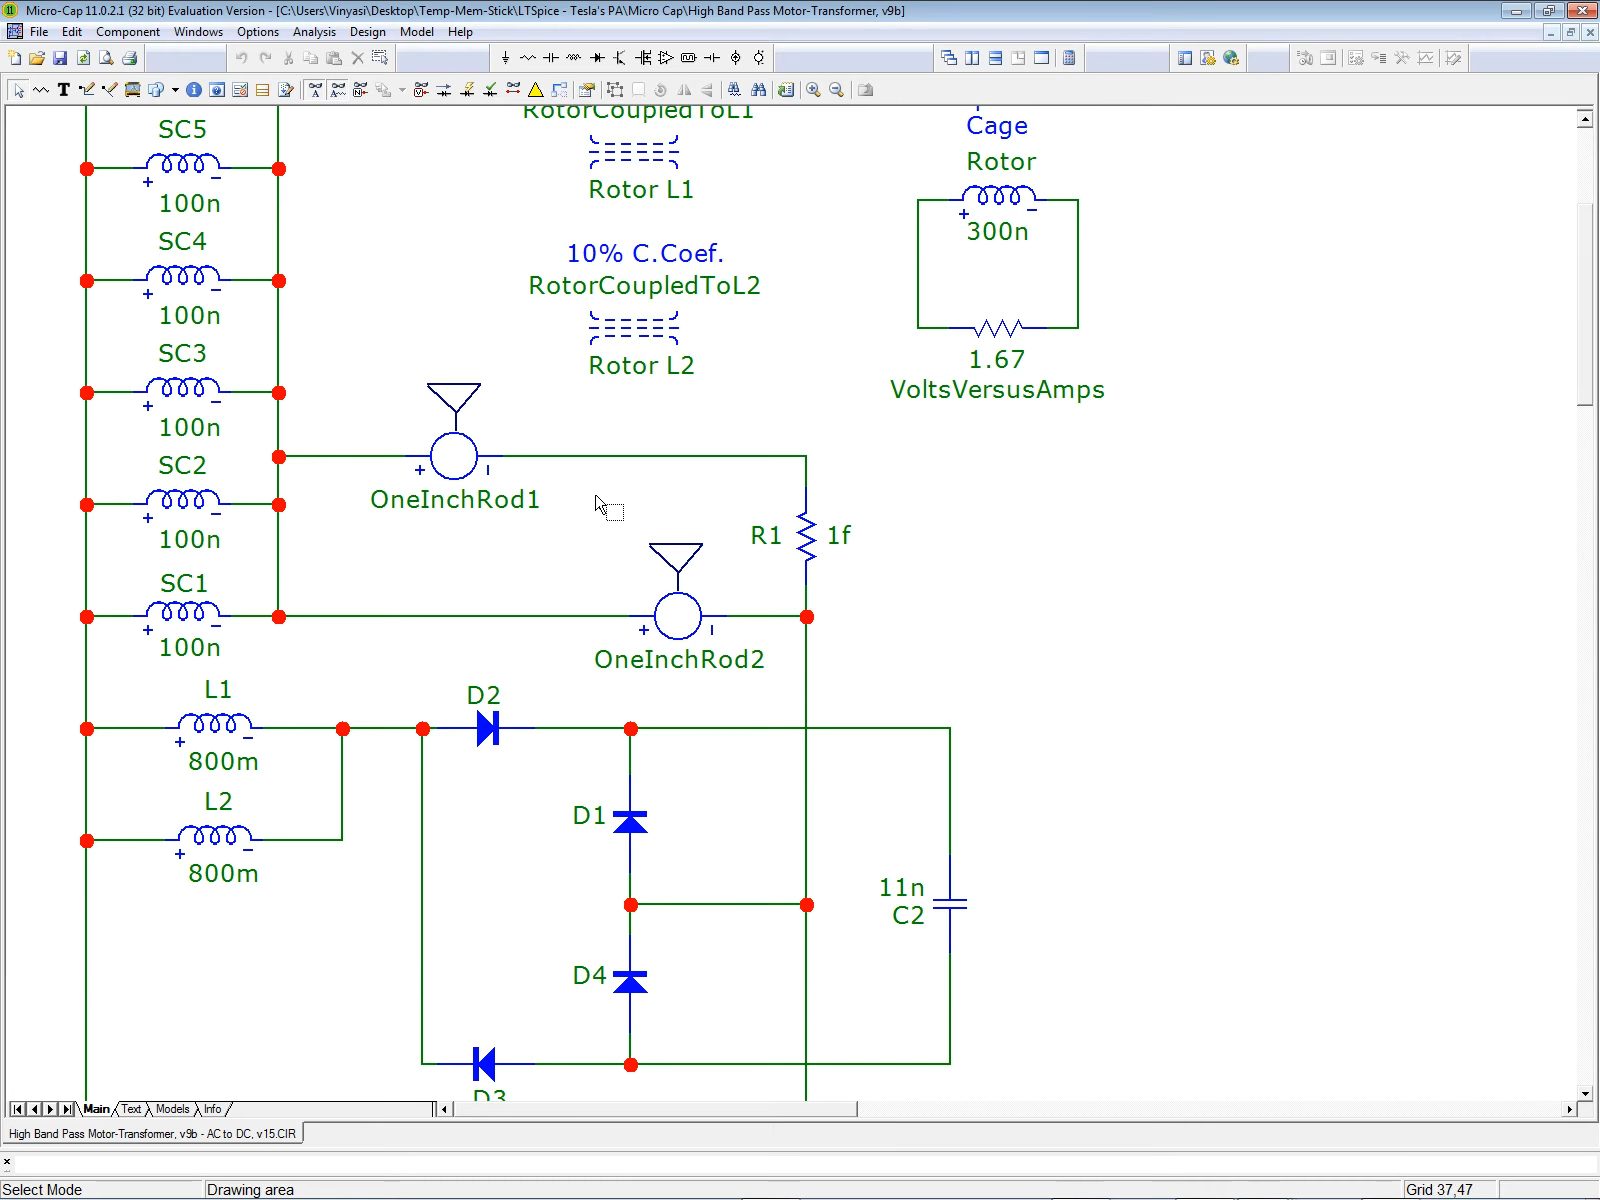 Micro-Cap 11.0.2.1 (32 bit) Evaluation Version - [C:\Users\Vinyasi\Desktop\Temp-Mem-Stick\LTSpice - Tesla's PA\Micro Cap\High Band Pass Motor-Transformer, v9b]
File Edit Component Windows Options Analysis Design Model Help
SC5
+ -
100n
SC4
+ -
100n
SC3
+ -
100n
SC2
+ -
100n
SC1
+ -
100n
L1
+ -
800m
L2
+ -
800m
RotorCoupledToL1
Rotor L1
10% C.Coef.
RotorCoupledToL2
Rotor L2
Cage
Rotor
+ -
300n
1.67
VoltsVersusAmps
+
OneInchRod1
R1 1f
+
OneInchRod2
D2
D1
D4
D3
11n
C2
Main Text Models Info
High Band Pass Motor-Transformer, v9b - AC to DC, v15.CIR
Select Mode Drawing area Grid 37,47